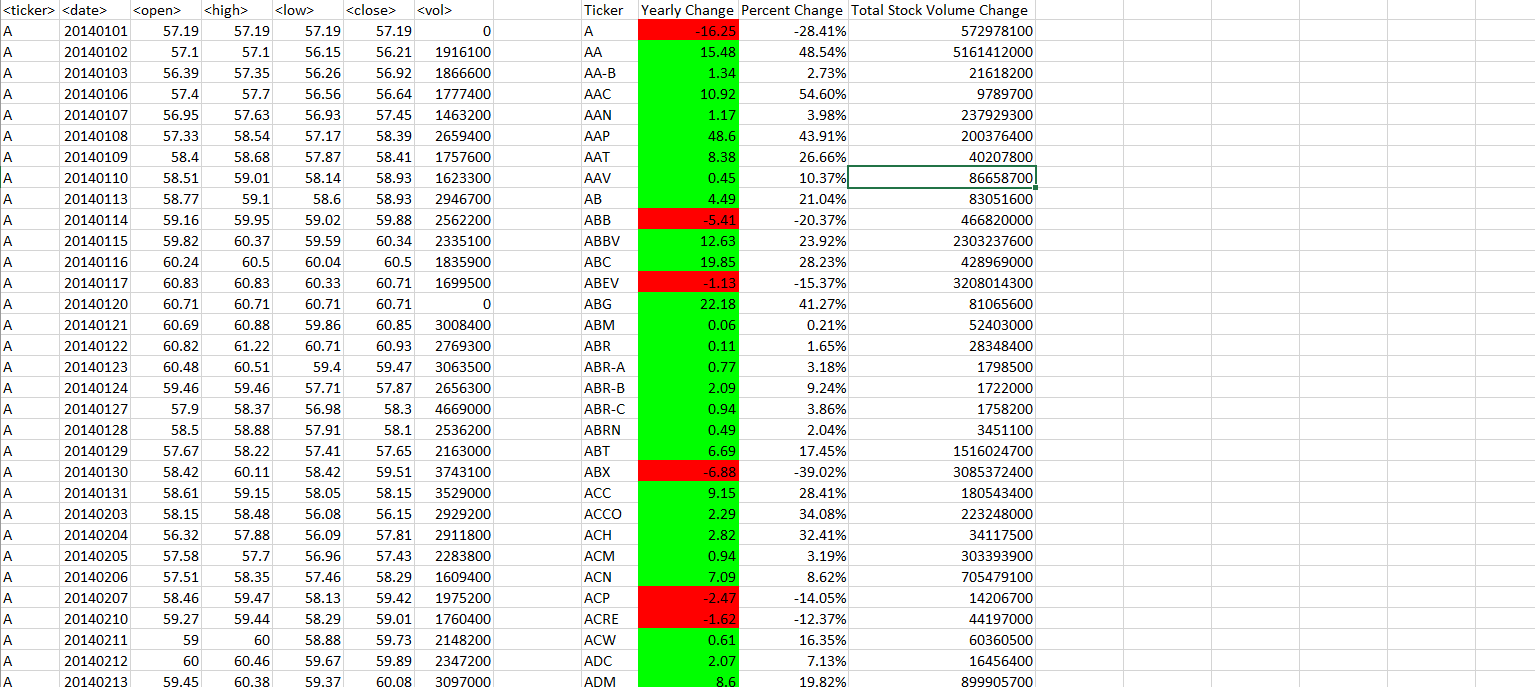 <ticker> <date> <open> <high> <low> <close> <vol> Ticker Yearly Change Percent Change Total Stock Volume Change
A 20140101 57.19 57.19 57.19 57.19 0 A -16.25 -28.41% 572978100
A 20140102 57.1 57.1 56.15 56.21 1916100 AA 15.48 48.54% 5161412000
A 20140103 56.39 57.35 56.26 56.92 1866600 AA-B 1.34 2.73% 21618200
A 20140106 57.4 57.7 56.56 56.64 1777400 AAC 10.92 54.60% 9789700
A 20140107 56.95 57.63 56.93 57.45 1463200 AAN 1.17 3.98% 237929300
A 20140108 57.33 58.54 57.17 58.39 2659400 AAP 48.6 43.91% 200376400
A 20140109 58.4 58.68 57.87 58.41 1757600 AAT 8.38 26.66% 40207800
A 20140110 58.51 59.01 58.14 58.93 1623300 AAV 0.45 10.37% 86658700
A 20140113 58.77 59.1 58.6 58.93 2946700 AB 4.49 21.04% 83051600
A 20140114 59.16 59.95 59.02 59.88 2562200 ABB -5.41 -20.37% 466820000
A 20140115 59.82 60.37 59.59 60.34 2335100 ABBV 12.63 23.92% 2303237600
A 20140116 60.24 60.5 60.04 60.5 1835900 ABC 19.85 28.23% 428969000
A 20140117 60.83 60.83 60.33 60.71 1699500 ABEV -1.13 -15.37% 3208014300
A 20140120 60.71 60.71 60.71 60.71 0 ABG 22.18 41.27% 81065600
A 20140121 60.69 60.88 59.86 60.85 3008400 ABM 0.06 0.21% 52403000
A 20140122 60.82 61.22 60.71 60.93 2769300 ABR 0.11 1.65% 28348400
A 20140123 60.48 60.51 59.4 59.47 3063500 ABR-A 0.77 3.18% 1798500
A 20140124 59.46 59.46 57.71 57.87 2656300 ABR-B 2.09 9.24% 1722000
A 20140127 57.9 58.37 56.98 58.3 4669000 ABR-C 0.94 3.86% 1758200
A 20140128 58.5 58.88 57.91 58.1 2536200 ABRN 0.49 2.04% 3451100
A 20140129 57.67 58.22 57.41 57.65 2163000 ABT 6.69 17.45% 1516024700
A 20140130 58.42 60.11 58.42 59.51 3743100 ABX -6.88 -39.02% 3085372400
A 20140131 58.61 59.15 58.05 58.15 3529000 ACC 9.15 28.41% 180543400
A 20140203 58.15 58.48 56.08 56.15 2929200 ACCO 2.29 34.08% 223248000
A 20140204 56.32 57.88 56.09 57.81 2911800 ACH 2.82 32.41% 34117500
A 20140205 57.58 57.7 56.96 57.43 2283800 ACM 0.94 3.19% 303393900
A 20140206 57.51 58.35 57.46 58.29 1609400 ACN 7.09 8.62% 705479100
A 20140207 58.46 59.47 58.13 59.42 1975200 ACP -2.47 -14.05% 14206700
A 20140210 59.27 59.44 58.29 59.01 1760400 ACRE -1.62 -12.37% 44197000
A 20140211 59 60 58.88 59.73 2148200 ACW 0.61 16.35% 60360500
A 20140212 60 60.46 59.67 59.89 2347200 ADC 2.07 7.13% 16456400
A 20140213 59.45 60.38 59.37 60.08 3097000 ADM 8.6 19.82% 899905700